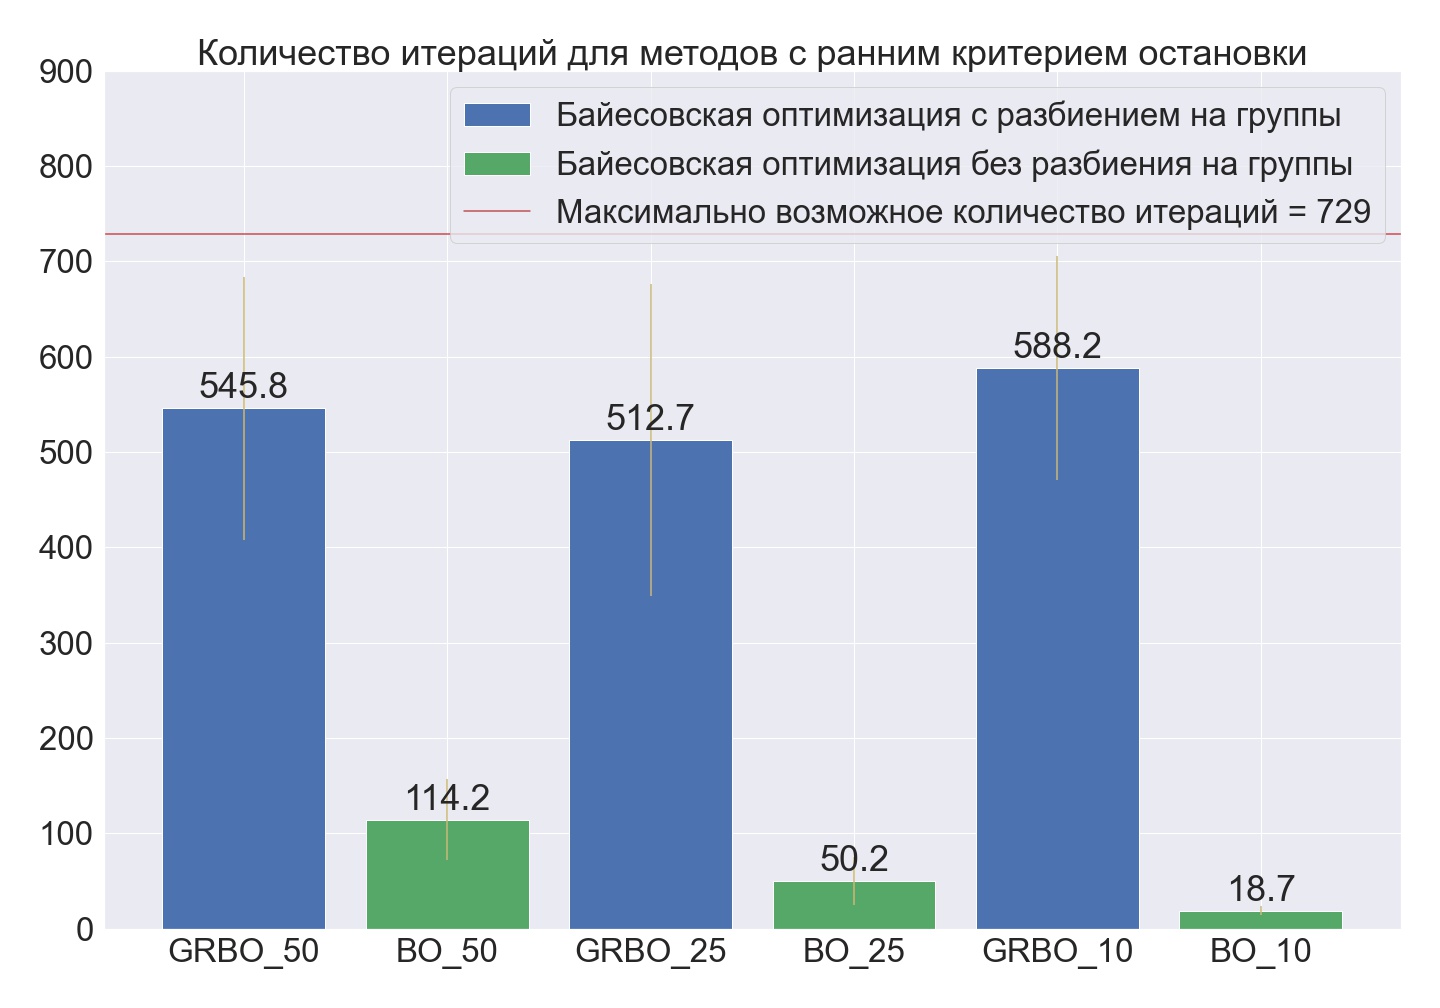 Количество итераций для методов с ранним критерием остановки
Байесовская оптимизация с разбиением на группы
Байесовская оптимизация без разбиения на группы
Максимально возможное количество итераций = 729
900
800
700
600
500
400
300
200
100
0
545.8
114.2
512.7
50.2
588.2
18.7
GRBO_50
BO_50
GRBO_25
BO_25
GRBO_10
BO_10